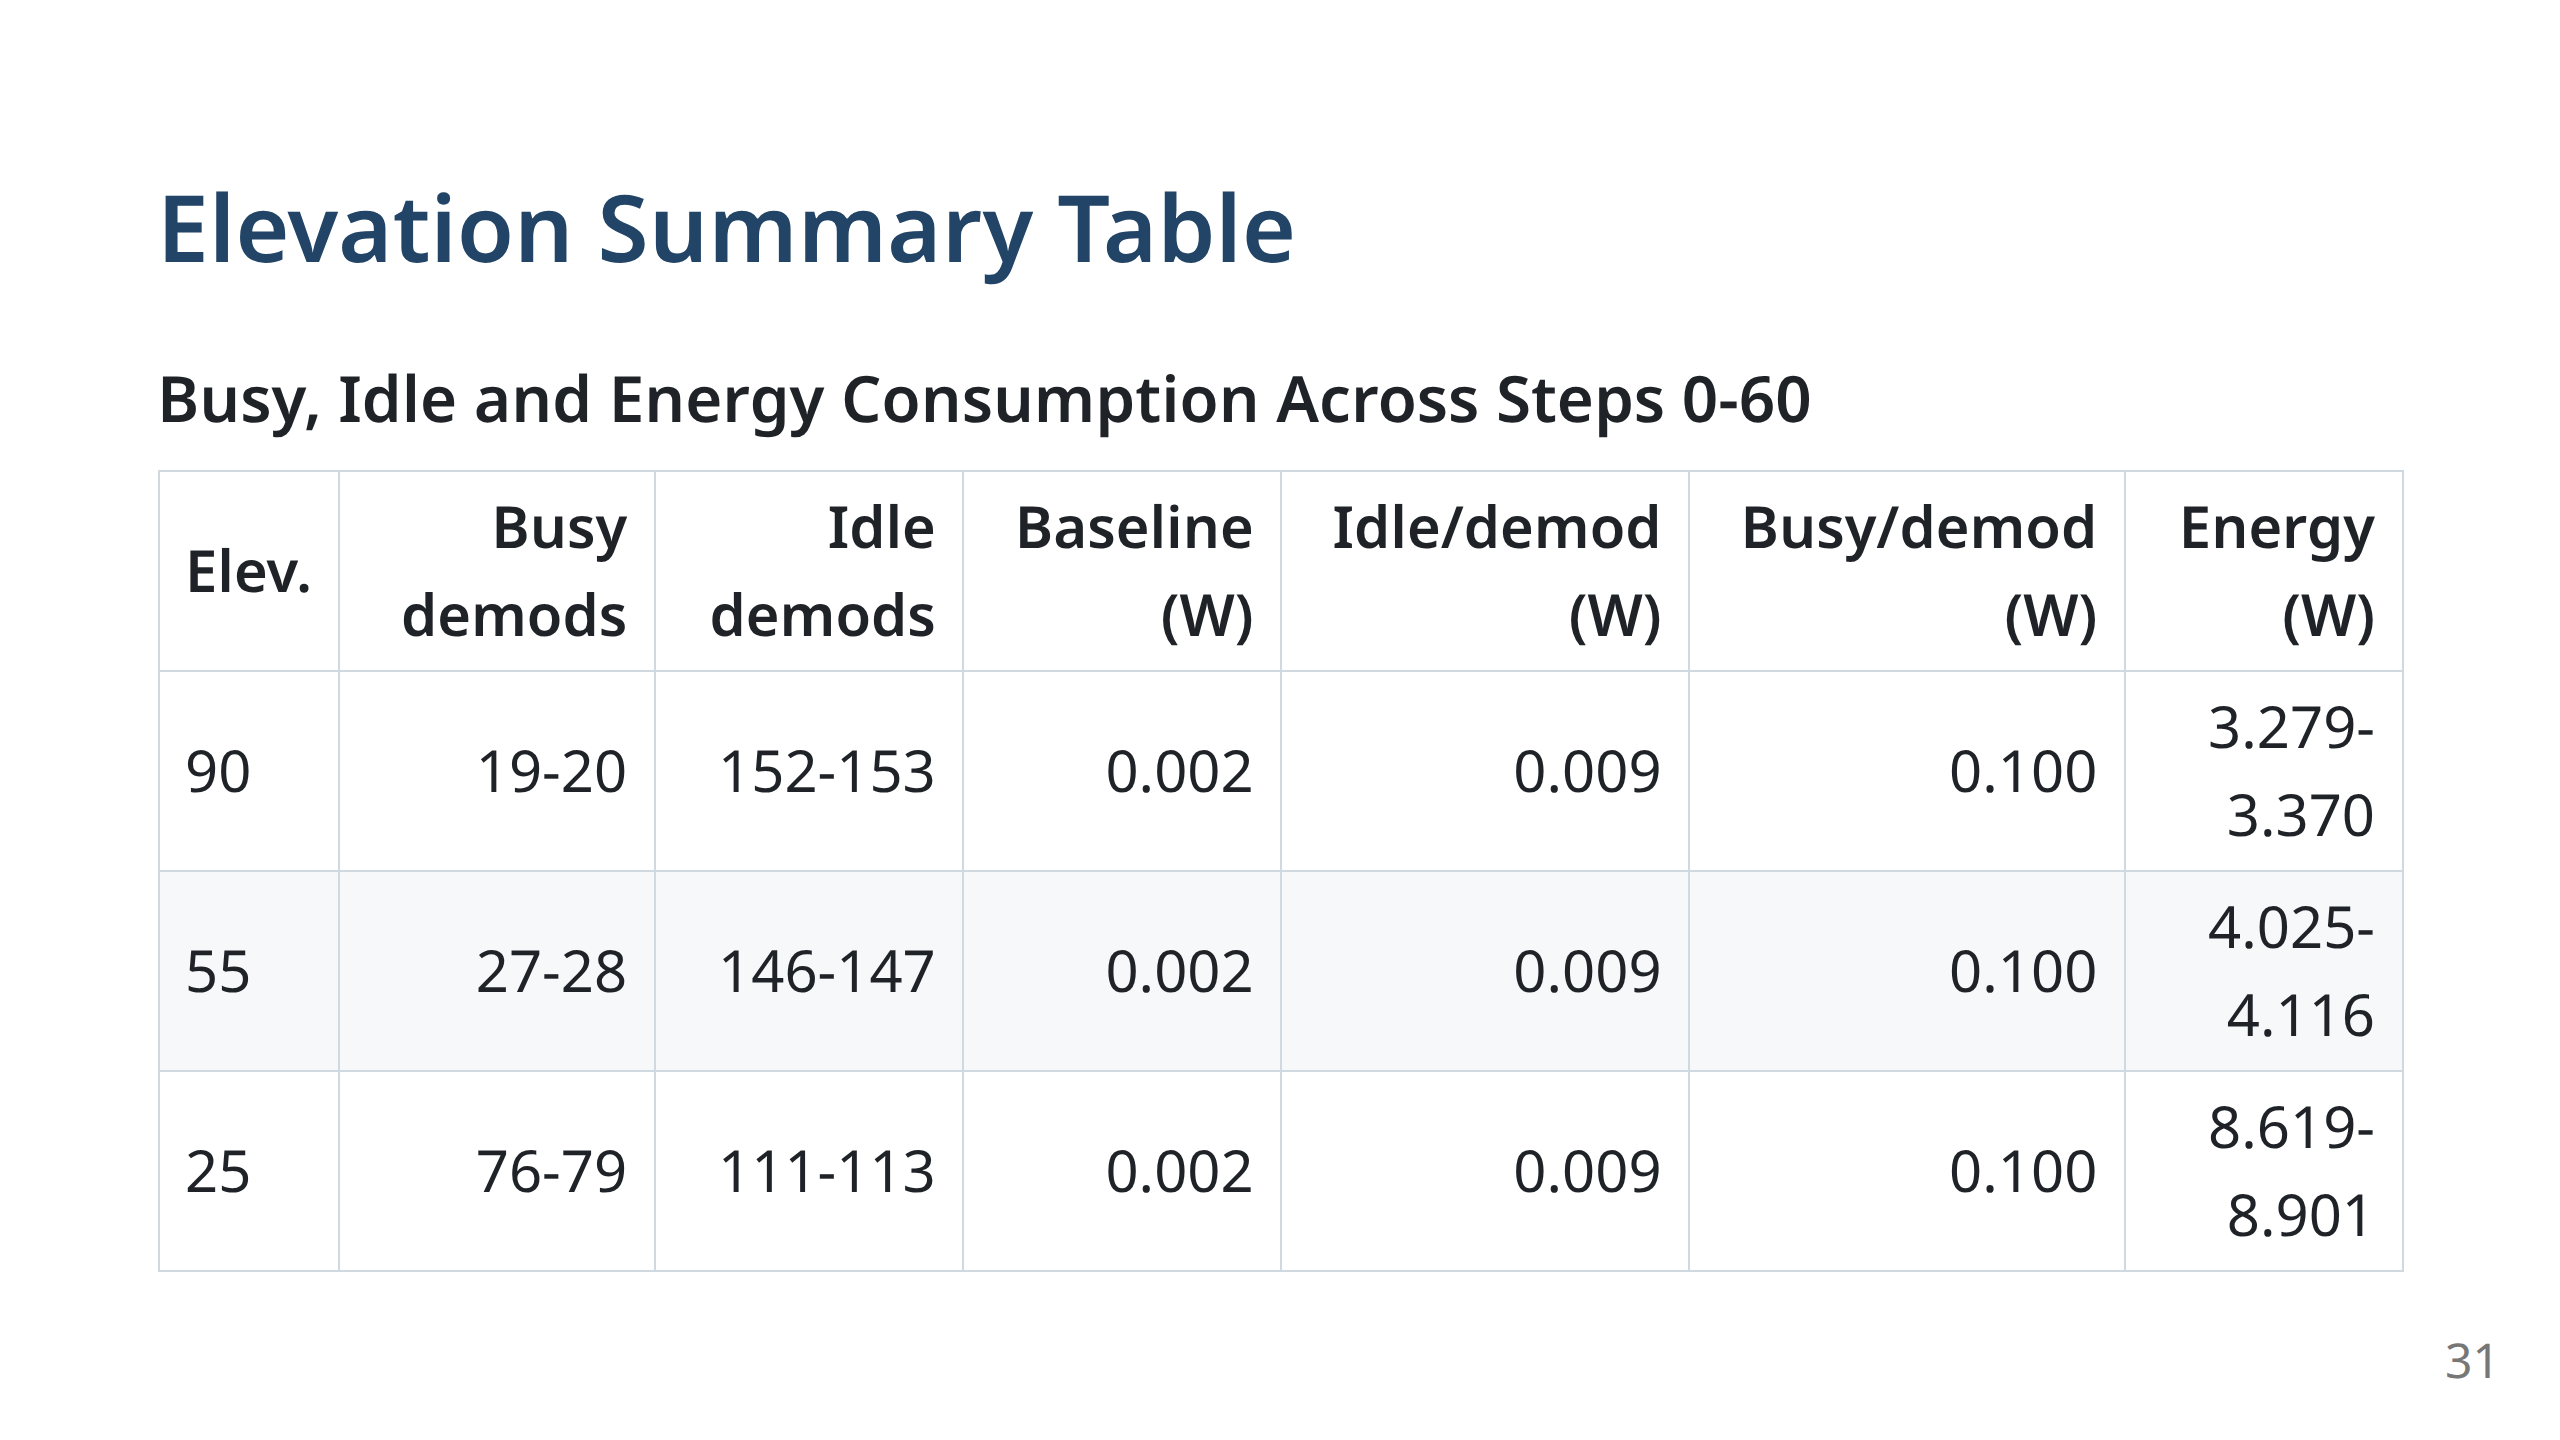 Elevation Summary Table
Busy, Idle and Energy Consumption Across Steps 0-60
Elev. Busy demods Idle demods Baseline (W) Idle/demod (W) Busy/demod (W) Energy (W)
90 19-20 152-153 0.002 0.009 0.100 3.279-3.370
55 27-28 146-147 0.002 0.009 0.100 4.025-4.116
25 76-79 111-113 0.002 0.009 0.100 8.619-8.901
31